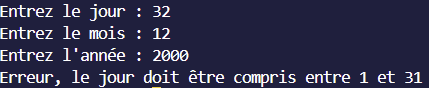 Entrez le jour : 32
Entrez le mois : 12
Entrez l'année : 2000
Erreur, le jour doit être compris entre 1 et 31